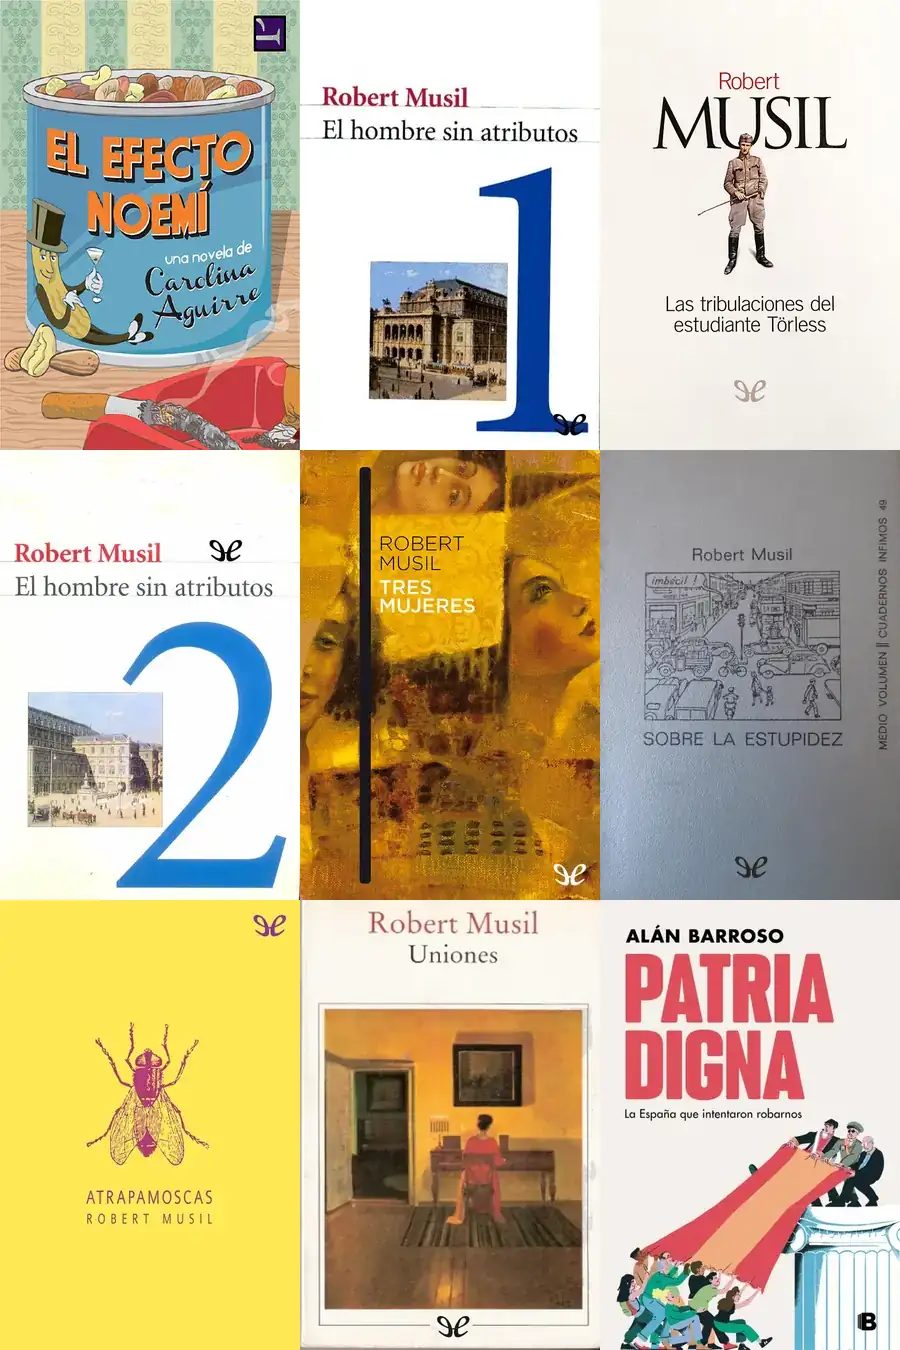 EL EFECTO
NOEMÍ
una novela de
Carolina
Aguirre
Robert Musil
El hombre sin atributos
1
Robert
MUSIL
Las tribulaciones del
estudiante Törless
Robert Musil
El hombre sin atributos
2
ROBERT
MUSIL
TRES
MUJERES
Robert Musil
imbécil !
SOBRE LA ESTUPIDEZ
MEDIO VOLUMEN || CUADERNOS INFIMOS 49
ATRAPAMOSCAS
ROBERT MUSIL
Robert Musil
Uniones
ALÁN BARROSO
PATRIA
DIGNA
La España que intentaron robarnos
B